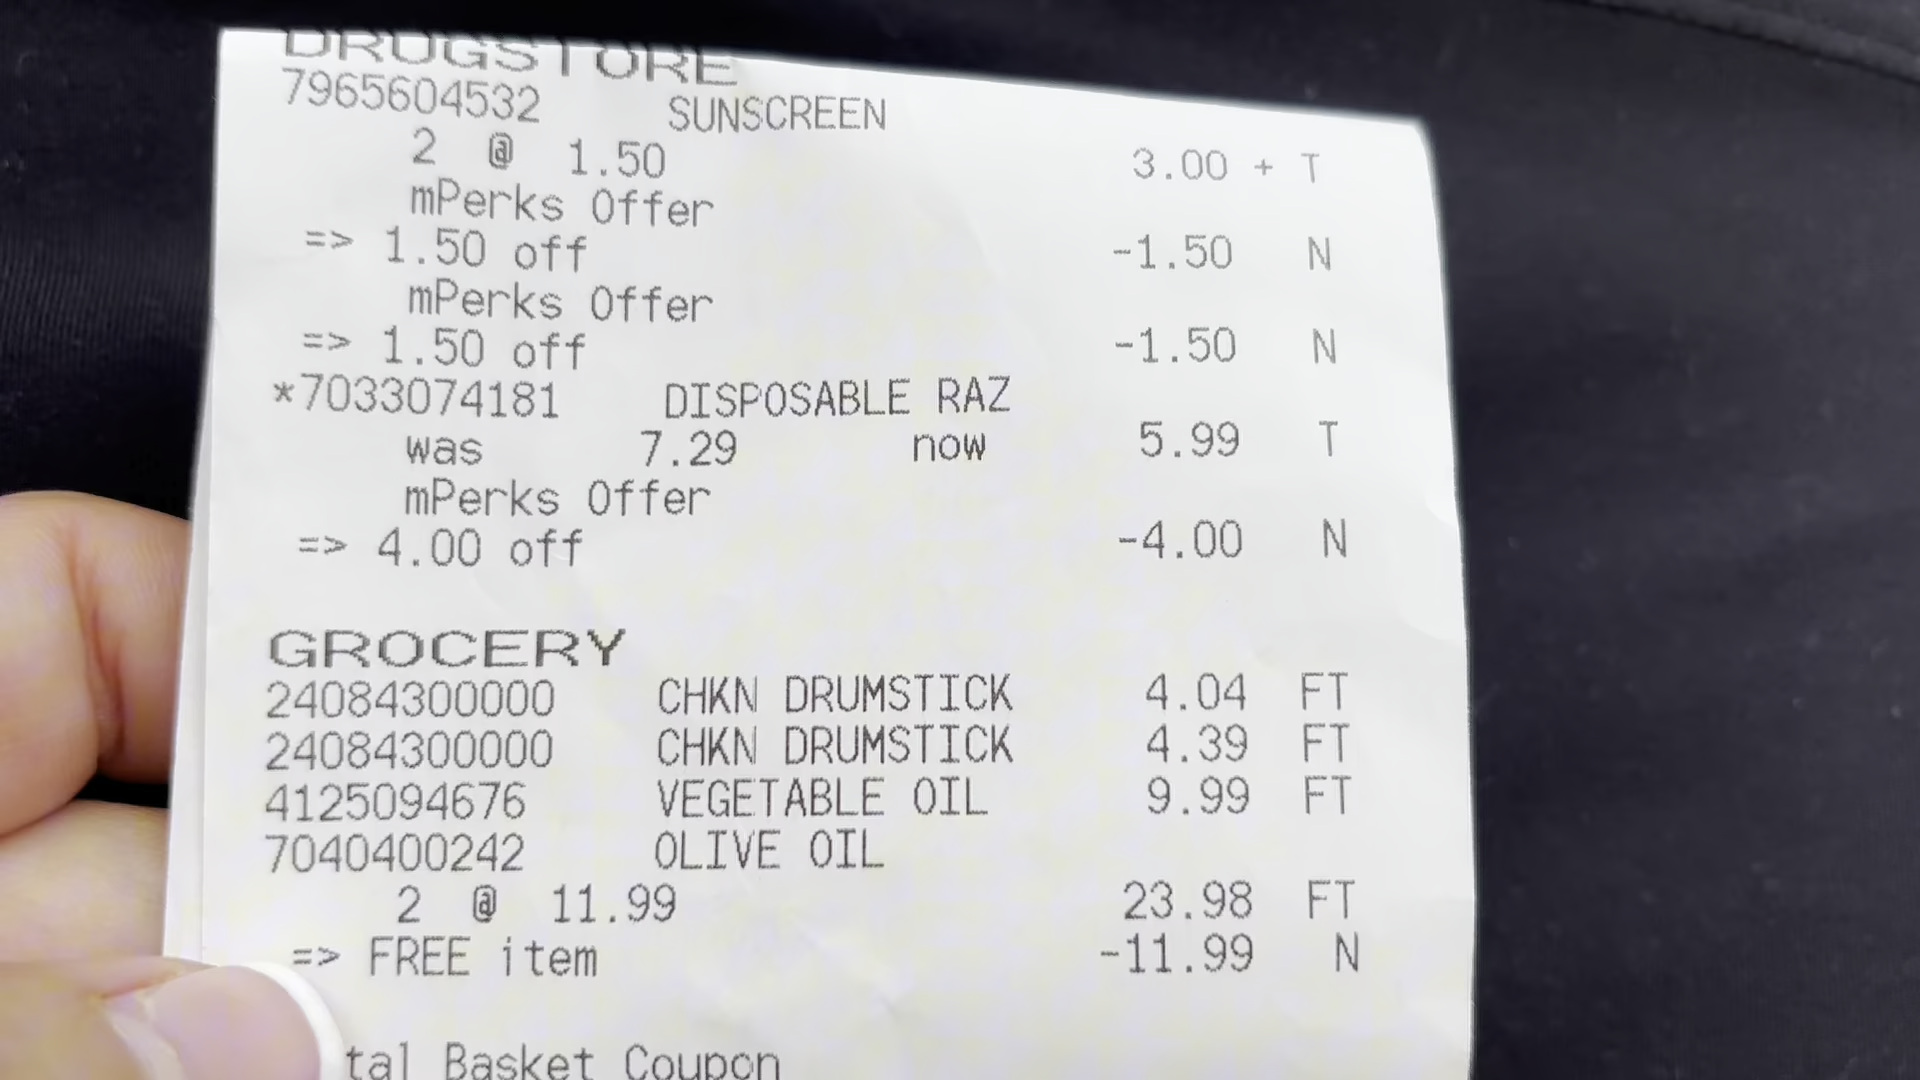 DRUGSTORE
7965604532 SUNSCREEN
2 @ 1.50 3.00 + T
mPerks Offer
=> 1.50 off -1.50 N
mPerks Offer
=> 1.50 off -1.50 N
*7033074181 DISPOSABLE RAZ
was 7.29 now 5.99 T
mPerks Offer
=> 4.00 off -4.00 N
GROCERY
24084300000 CHKN DRUMSTICK 4.04 FT
24084300000 CHKN DRUMSTICK 4.39 FT
4125094676 VEGETABLE OIL 9.99 FT
7040400242 OLIVE OIL
2 @ 11.99 23.98 FT
=> FREE item -11.99 N
tal Basket Coupon